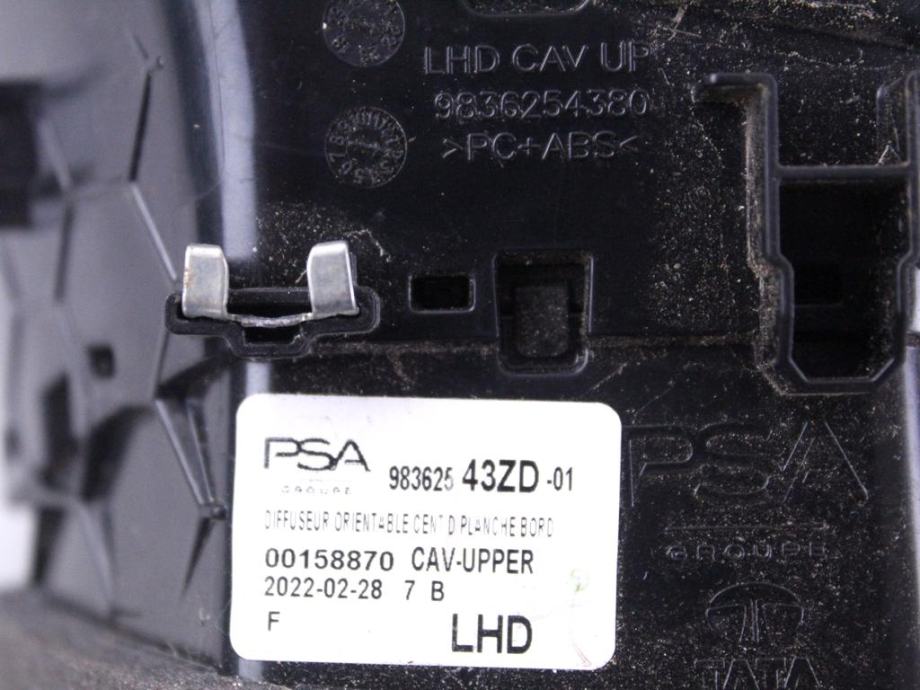 LHD CAV UP
9836254380
>PC+ABS<
PSA
GROUPE
983625 43ZD -01
DIFFUSEUR ORIENTABLE CENT D PLANCHE BORD
00158870 CAV-UPPER
2022-02-28 7 B
F LHD
PSA
GROUPE
TATA